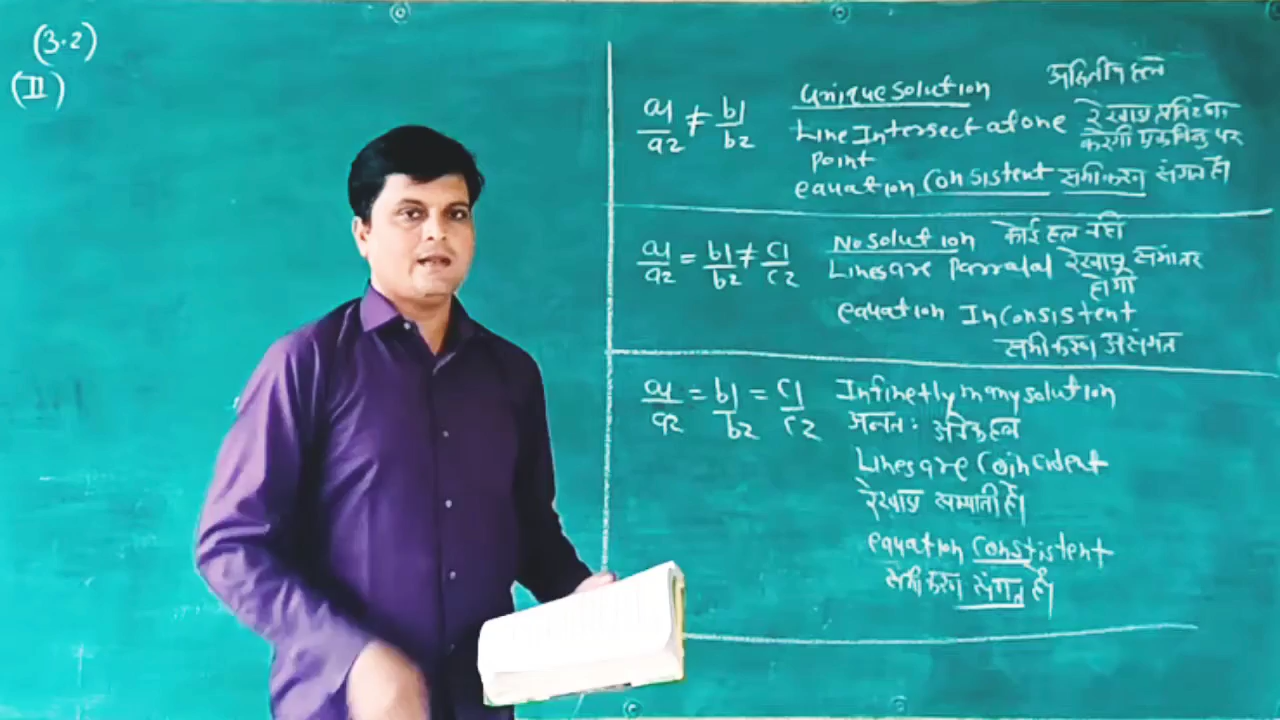 (3.2)
(II)
a1/a2 ≠ b1/b2
Unique solution अद्वितीय हल
Line Intersect at one रेखाएं प्रतिच्छेद
point करेगी एक बिन्दु पर
equation Consistent समीकरण संगत है।
a1/a2 = b1/b2 ≠ c1/c2
No solution कोई हल नहीं
Lines are Parralal रेखाएं समांतर
होगी
equation InConsistent
समीकरण असंगत
a1/a2 = b1/b2 = c1/c2
Infinetly many solution
अनंत: अनेक हल
Lines are Coincident
रेखाएं सम्पाती है।
equation Constistent
समीकरण संगत है।